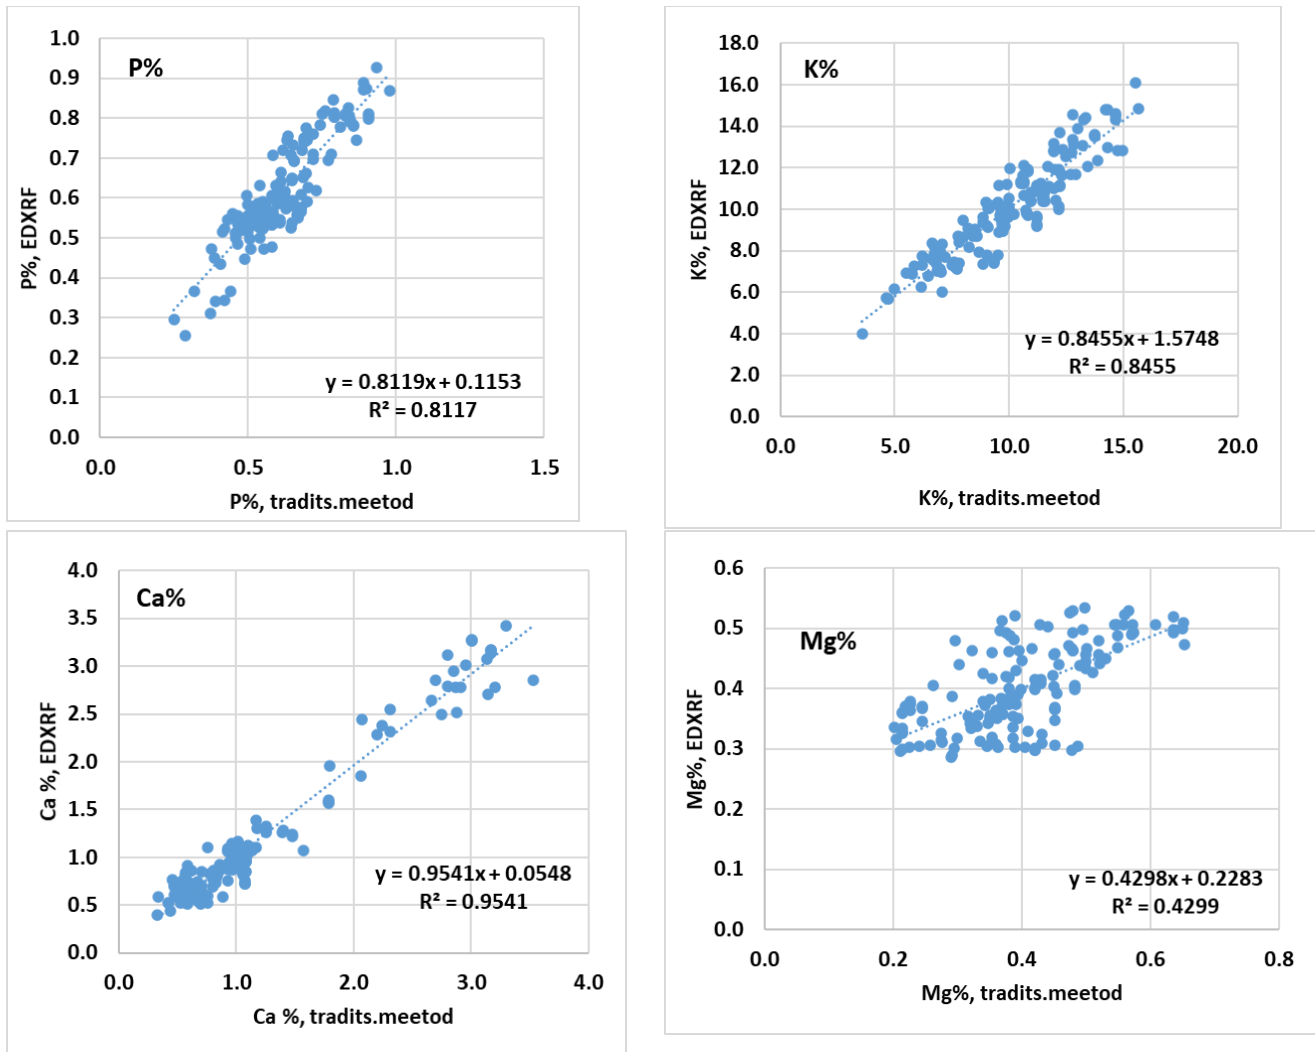 P%
1.0
0.9
0.8
0.7
0.6
0.5
0.4
0.3
0.2
0.1
0.0
P%, EDXRF
y = 0.8119x + 0.1153
R² = 0.8117
0.0 0.5 1.0 1.5
P%, tradits.meetod
K%
18.0
16.0
14.0
12.0
10.0
8.0
6.0
4.0
2.0
0.0
K%, EDXRF
y = 0.8455x + 1.5748
R² = 0.8455
0.0 5.0 10.0 15.0 20.0
K%, tradits.meetod
Ca%
4.0
3.5
3.0
2.5
2.0
1.5
1.0
0.5
0.0
Ca %, EDXRF
y = 0.9541x + 0.0548
R² = 0.9541
0.0 1.0 2.0 3.0 4.0
Ca %, tradits.meetod
Mg%
0.6
0.5
0.4
0.3
0.2
0.1
0.0
Mg%, EDXRF
y = 0.4298x + 0.2283
R² = 0.4299
0.0 0.2 0.4 0.6 0.8
Mg%, tradits.meetod